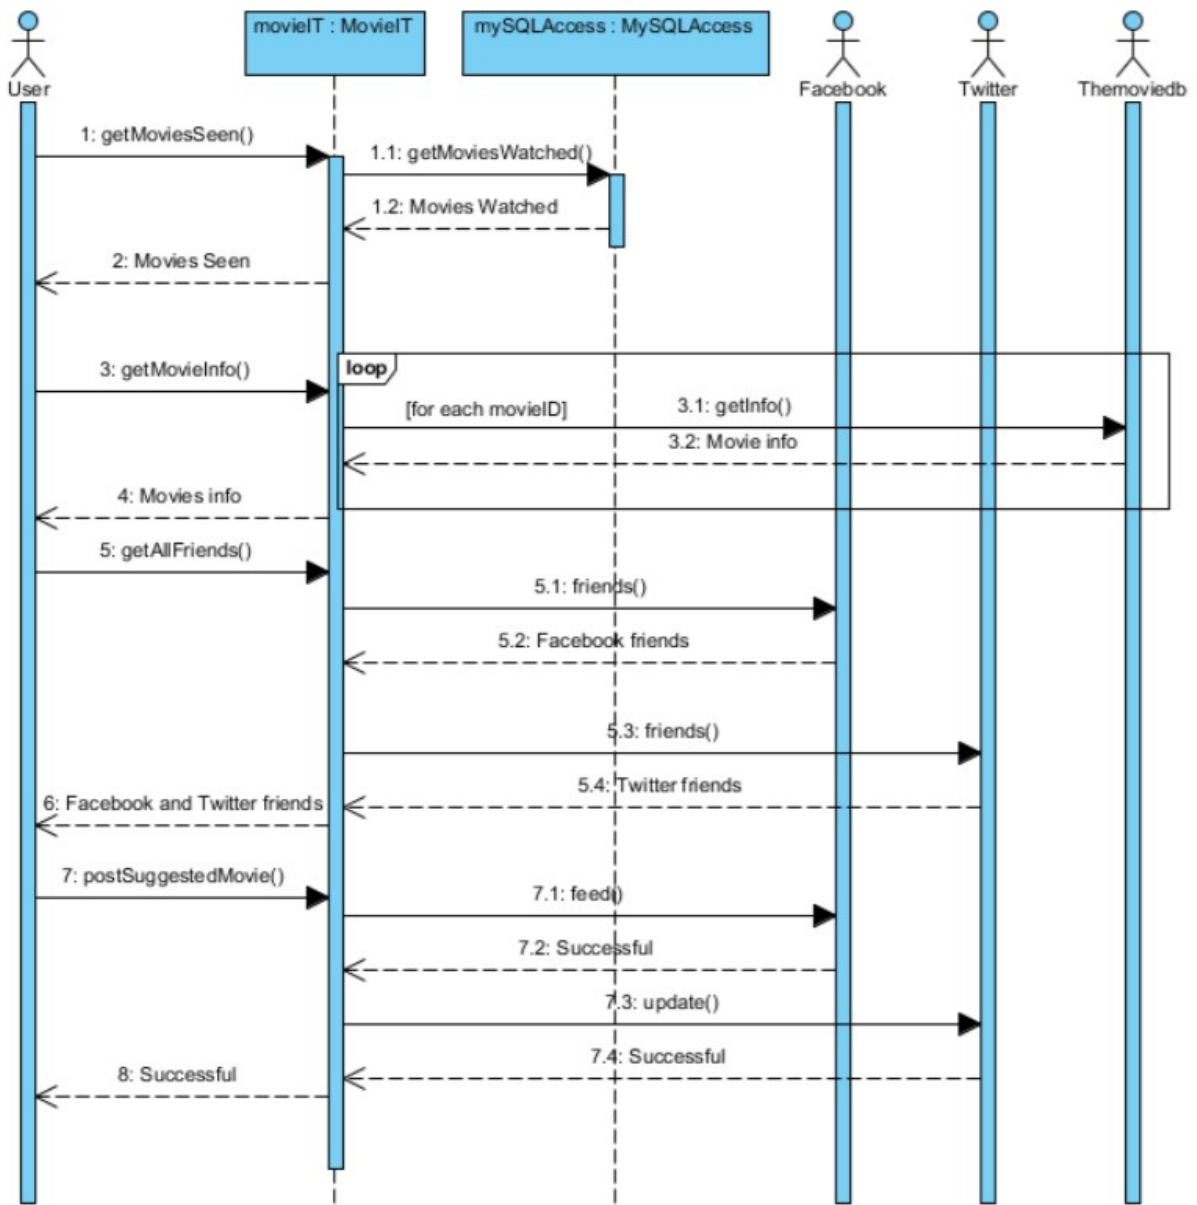 movieIT : MovieIT
mySQLAccess : MySQLAccess
User
Facebook
Twitter
Themoviedb
1: getMoviesSeen()
1.1: getMoviesWatched()
1.2: Movies Watched
2: Movies Seen
loop
3: getMovieInfo()
[for each movieID]
3.1: getInfo()
3.2: Movie info
4: Movies info
5: getAllFriends()
5.1: friends()
5.2: Facebook friends
5.3: friends()
5.4: Twitter friends
6: Facebook and Twitter friends
7: postSuggestedMovie()
7.1: feed()
7.2: Successful
7.3: update()
7.4: Successful
8: Successful